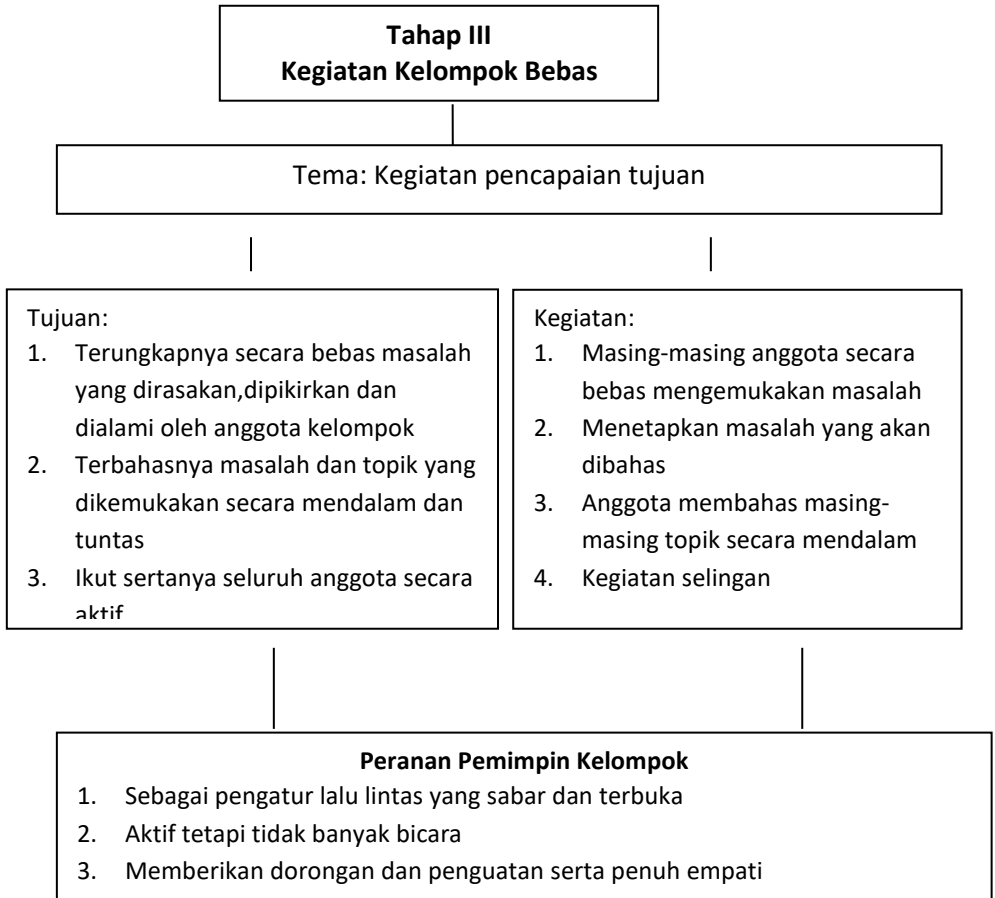 Tahap III
Kegiatan Kelompok Bebas
Tema: Kegiatan pencapaian tujuan
Tujuan:
1. Terungkapnya secara bebas masalah
yang dirasakan,dipikirkan dan
dialami oleh anggota kelompok
2. Terbahasnya masalah dan topik yang
dikemukakan secara mendalam dan
tuntas
3. Ikut sertanya seluruh anggota secara
aktif
Kegiatan:
1. Masing-masing anggota secara
bebas mengemukakan masalah
2. Menetapkan masalah yang akan
dibahas
3. Anggota membahas masing-
masing topik secara mendalam
4. Kegiatan selingan
Peranan Pemimpin Kelompok
1. Sebagai pengatur lalu lintas yang sabar dan terbuka
2. Aktif tetapi tidak banyak bicara
3. Memberikan dorongan dan penguatan serta penuh empati